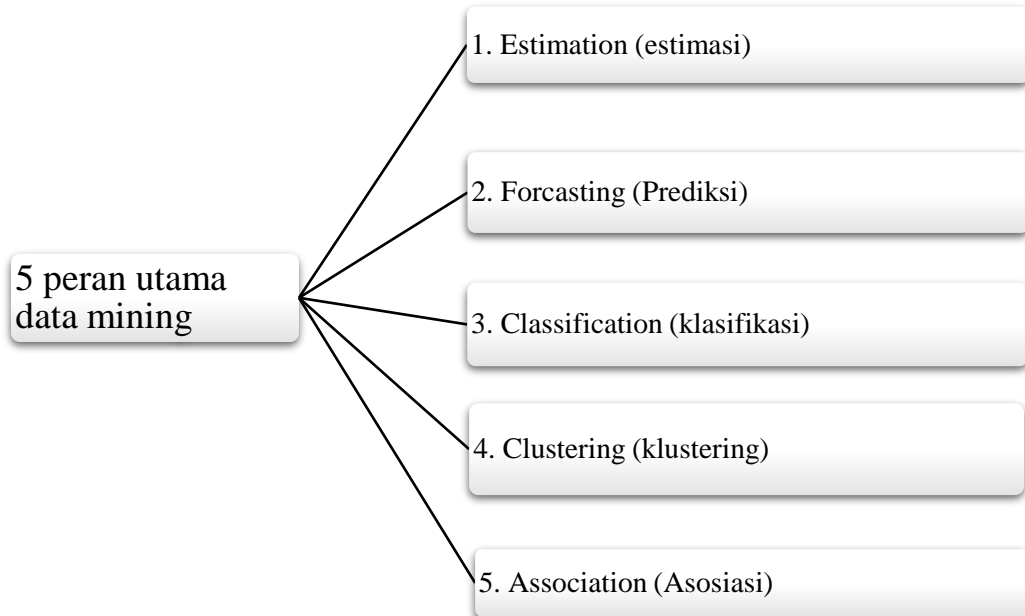 5 peran utama
data mining
1. Estimation (estimasi)
2. Forcasting (Prediksi)
3. Classification (klasifikasi)
4. Clustering (klustering)
5. Association (Asosiasi)